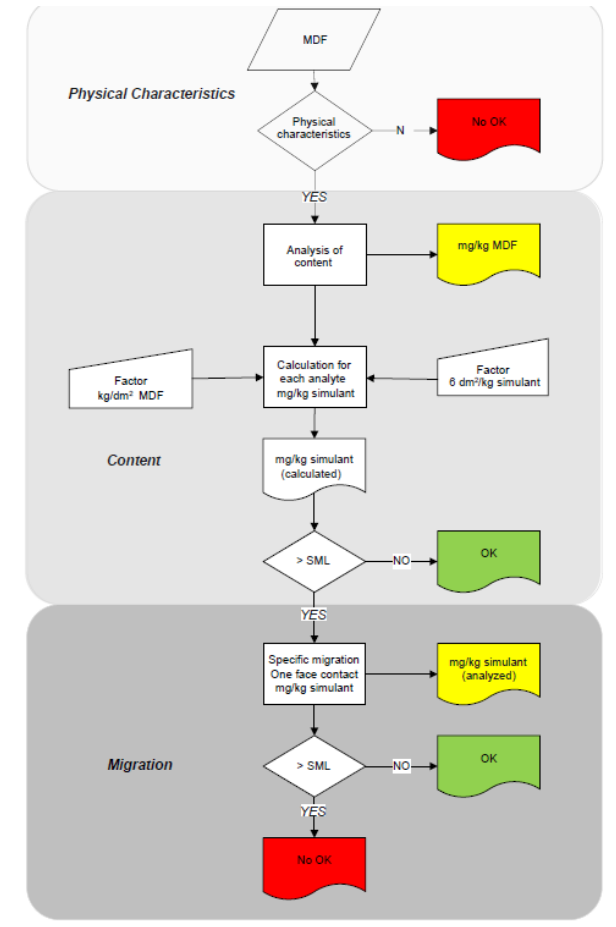 MDF
Physical Characteristics
Physical
characteristics
N
No OK
YES
Analysis of
content
mg/kg MDF
Calculation for
each analyte
mg/kg simulant
Factor
kg/dm² MDF
Factor
6 dm²/kg simulant
Content
mg/kg simulant
(calculated)
> SML
NO
OK
YES
Specific migration
One face contact
mg/kg simulant
mg/kg simulant
(analyzed)
Migration
> SML
NO
OK
YES
No OK